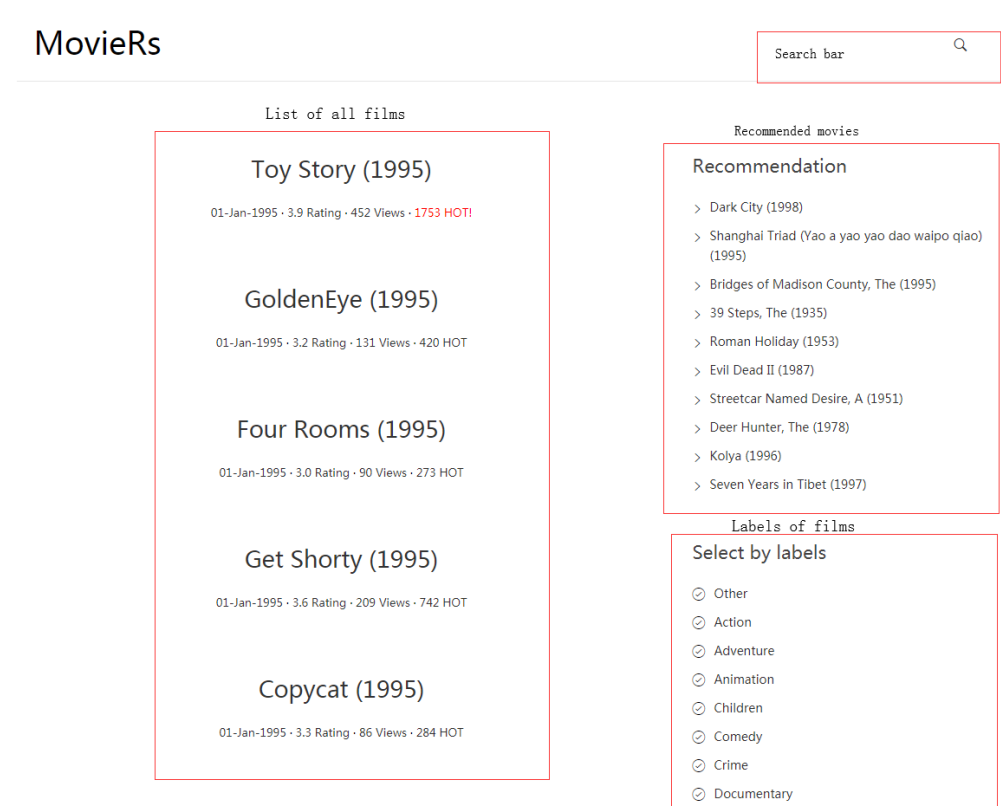 MovieRs
Search bar
List of all films
Toy Story (1995)
01-Jan-1995 · 3.9 Rating · 452 Views · 1753 HOT!
GoldenEye (1995)
01-Jan-1995 · 3.2 Rating · 131 Views · 420 HOT
Four Rooms (1995)
01-Jan-1995 · 3.0 Rating · 90 Views · 273 HOT
Get Shorty (1995)
01-Jan-1995 · 3.6 Rating · 209 Views · 742 HOT
Copycat (1995)
01-Jan-1995 · 3.3 Rating · 86 Views · 284 HOT
Recommended movies
Recommendation
Dark City (1998)
Shanghai Triad (Yao a yao yao dao waipo qiao)
(1995)
Bridges of Madison County, The (1995)
39 Steps, The (1935)
Roman Holiday (1953)
Evil Dead II (1987)
Streetcar Named Desire, A (1951)
Deer Hunter, The (1978)
Kolya (1996)
Seven Years in Tibet (1997)
Labels of films
Select by labels
Other
Action
Adventure
Animation
Children
Comedy
Crime
Documentary